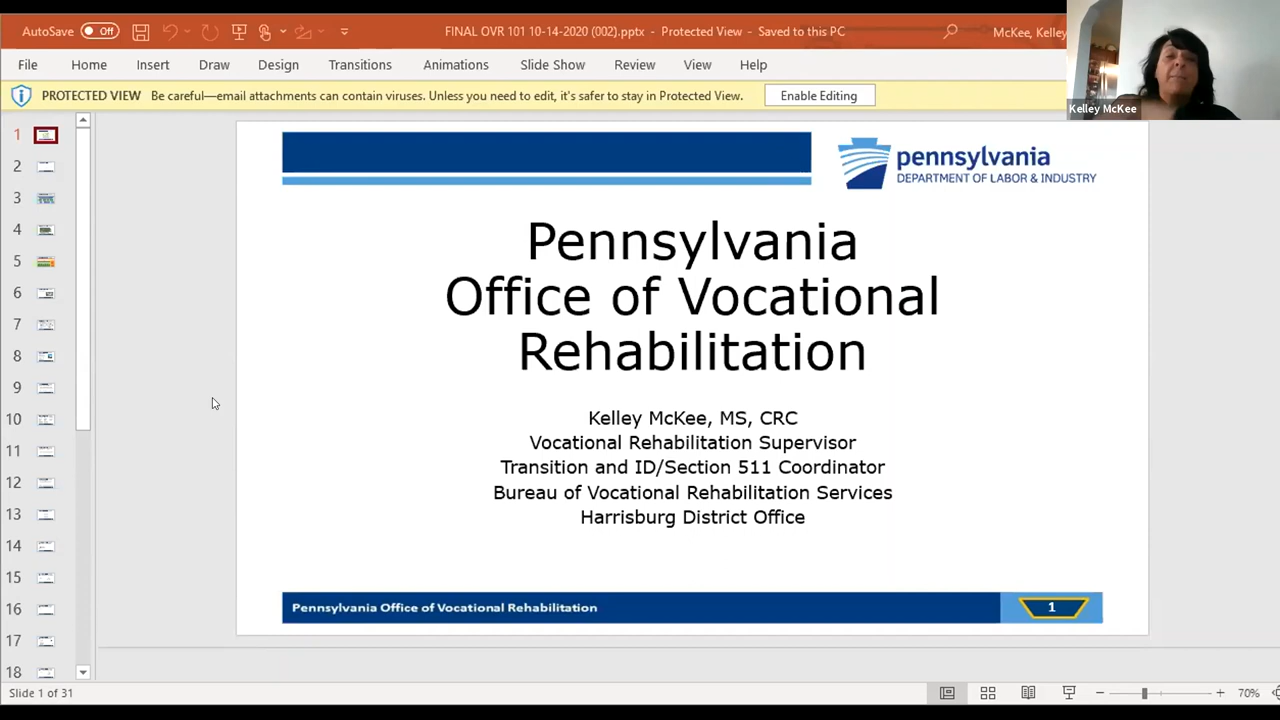 AutoSave Off FINAL OVR 101 10-14-2020 (002).pptx - Protected View - Saved to this PC McKee, Kelley
File Home Insert Draw Design Transitions Animations Slide Show Review View Help
PROTECTED VIEW Be careful—email attachments can contain viruses. Unless you need to edit, it's safer to stay in Protected View. Enable Editing
Kelley McKee
1
2
3
4
5
6
7
8
9
10
11
12
13
14
15
16
17
18
pennsylvania
DEPARTMENT OF LABOR & INDUSTRY
Pennsylvania
Office of Vocational
Rehabilitation
Kelley McKee, MS, CRC
Vocational Rehabilitation Supervisor
Transition and ID/Section 511 Coordinator
Bureau of Vocational Rehabilitation Services
Harrisburg District Office
Pennsylvania Office of Vocational Rehabilitation 1
Slide 1 of 31 70%